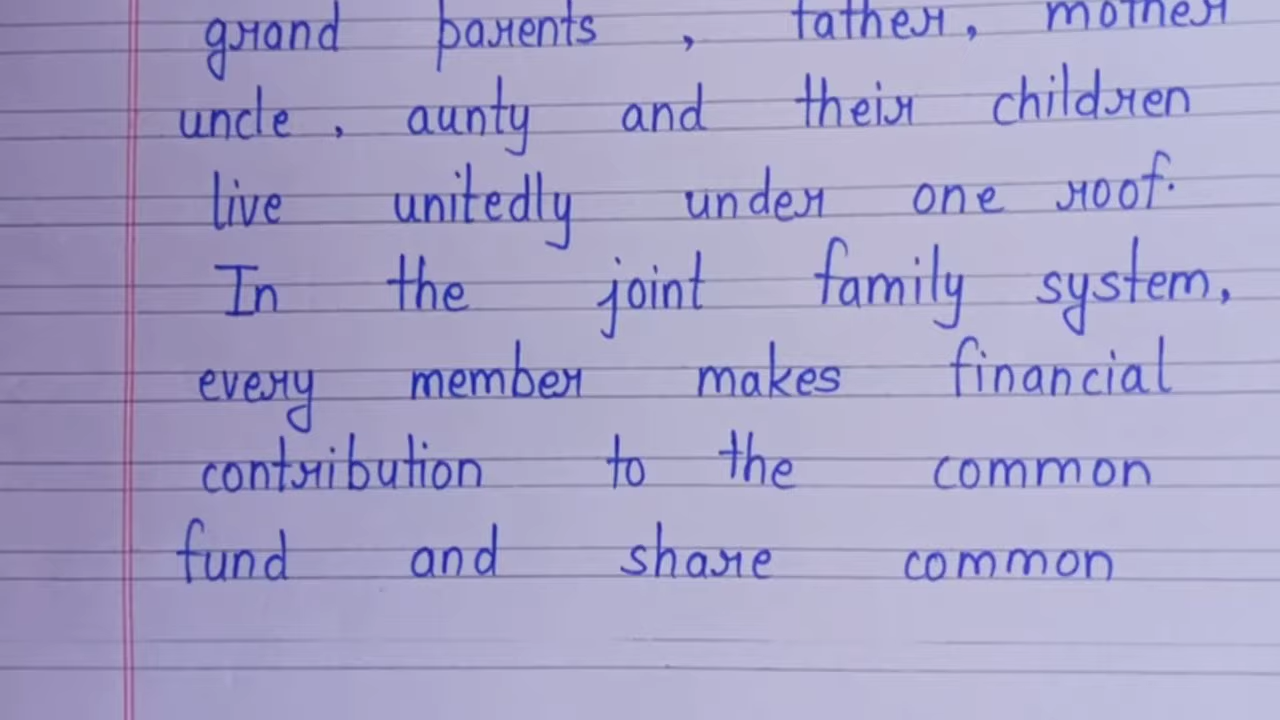 grand parents , father, mother
uncle , aunty and their children
live unitedly under one roof.
In the joint family system,
every member makes financial
contribution to the common
fund and share common